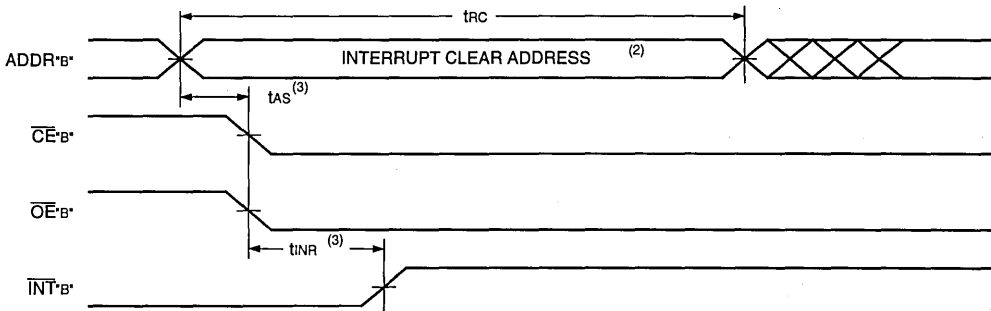 tRC
ADDR"B"
INTERRUPT CLEAR ADDRESS (2)
tAS(3)
CE"B"
OE"B"
tINR (3)
INT"B"